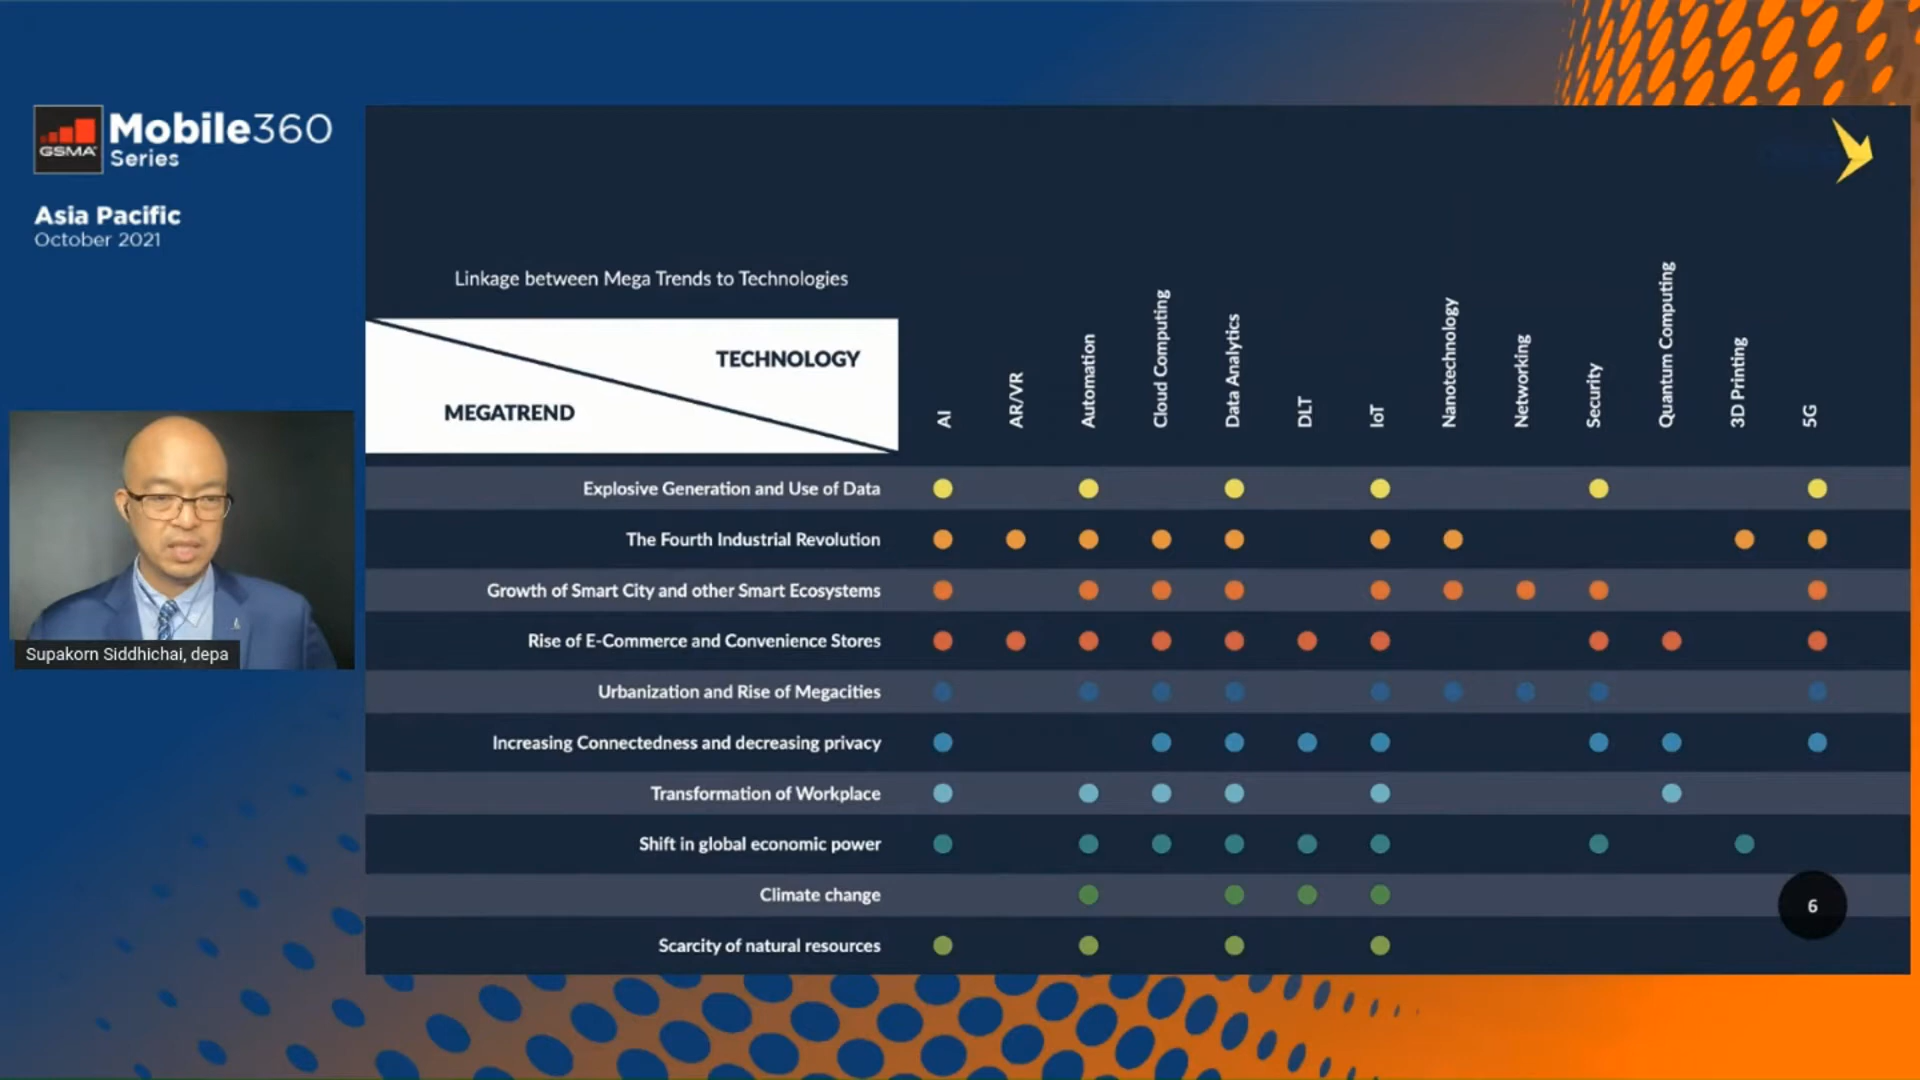 GSMA
Mobile360
Series
Asia Pacific
October 2021
Supakorn Siddhichai, depa
Linkage between Mega Trends to Technologies
TECHNOLOGY
MEGATREND
AI
AR/VR
Automation
Cloud Computing
Data Analytics
DLT
IoT
Nanotechnology
Networking
Security
Quantum Computing
3D Printing
5G
Explosive Generation and Use of Data
The Fourth Industrial Revolution
Growth of Smart City and other Smart Ecosystems
Rise of E-Commerce and Convenience Stores
Urbanization and Rise of Megacities
Increasing Connectedness and decreasing privacy
Transformation of Workplace
Shift in global economic power
Climate change
Scarcity of natural resources
6